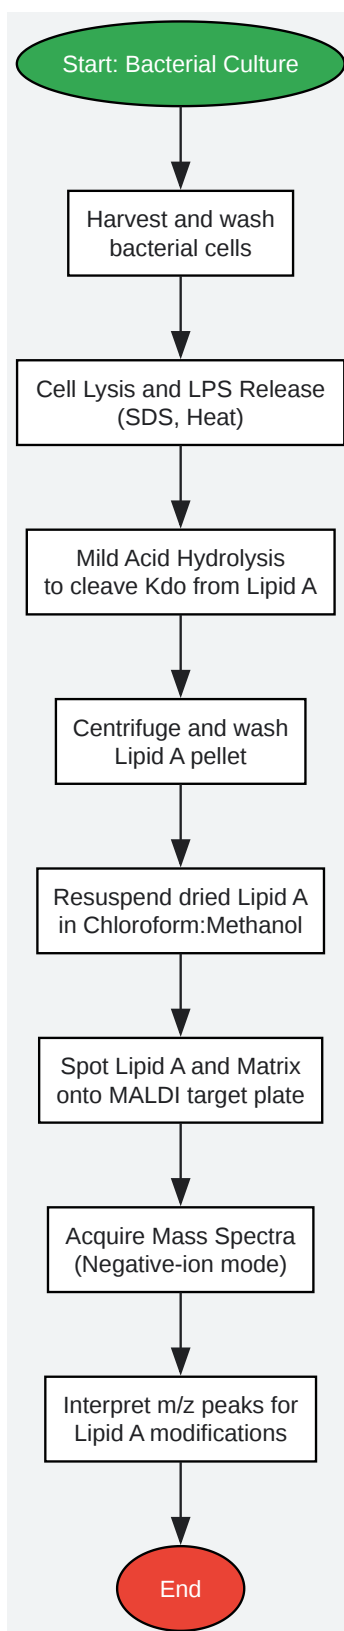 Start: Bacterial Culture
Harvest and wash
bacterial cells
Cell Lysis and LPS Release
(SDS, Heat)
Mild Acid Hydrolysis
to cleave Kdo from Lipid A
Centrifuge and wash
Lipid A pellet
Resuspend dried Lipid A
in Chloroform:Methanol
Spot Lipid A and Matrix
onto MALDI target plate
Acquire Mass Spectra
(Negative-ion mode)
Interpret m/z peaks for
Lipid A modifications
End